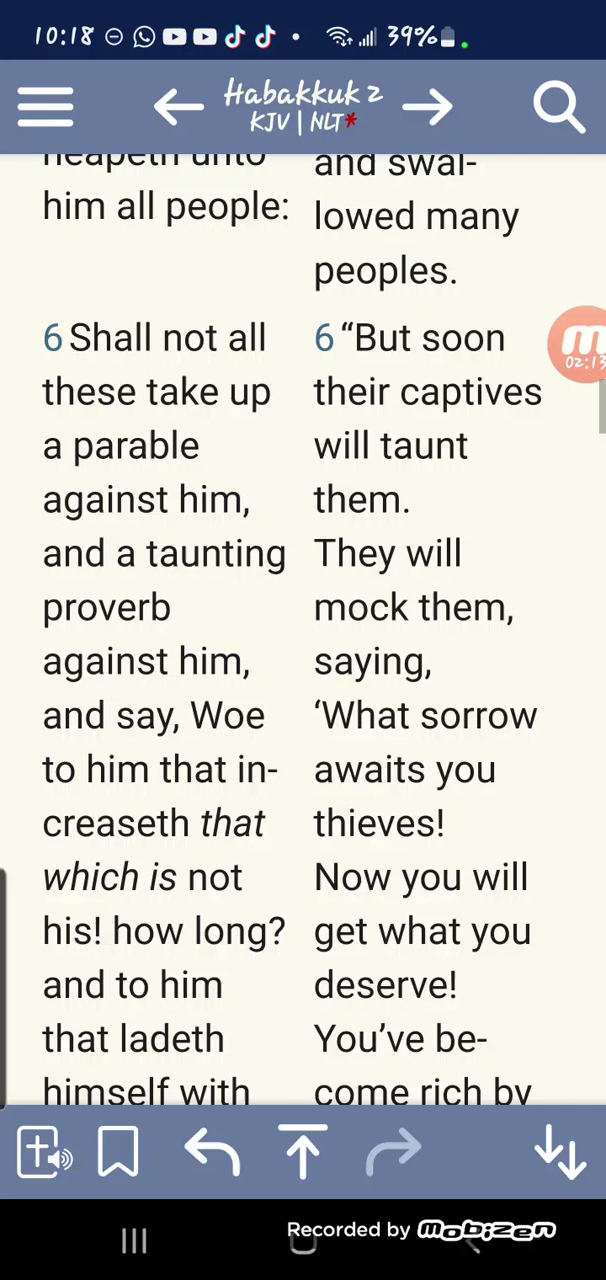 10:18 39%
Habakkuk 2
KJV | NLT*
heapeth unto
him all people:
and swal-
lowed many
peoples.
6 Shall not all
these take up
a parable
against him,
and a taunting
proverb
against him,
and say, Woe
to him that in-
creaseth that
which is not
his! how long?
and to him
that ladeth
himself with
6 “But soon
their captives
will taunt
them.
They will
mock them,
saying,
‘What sorrow
awaits you
thieves!
Now you will
get what you
deserve!
You’ve be-
come rich by
02:13
Recorded by mobizen